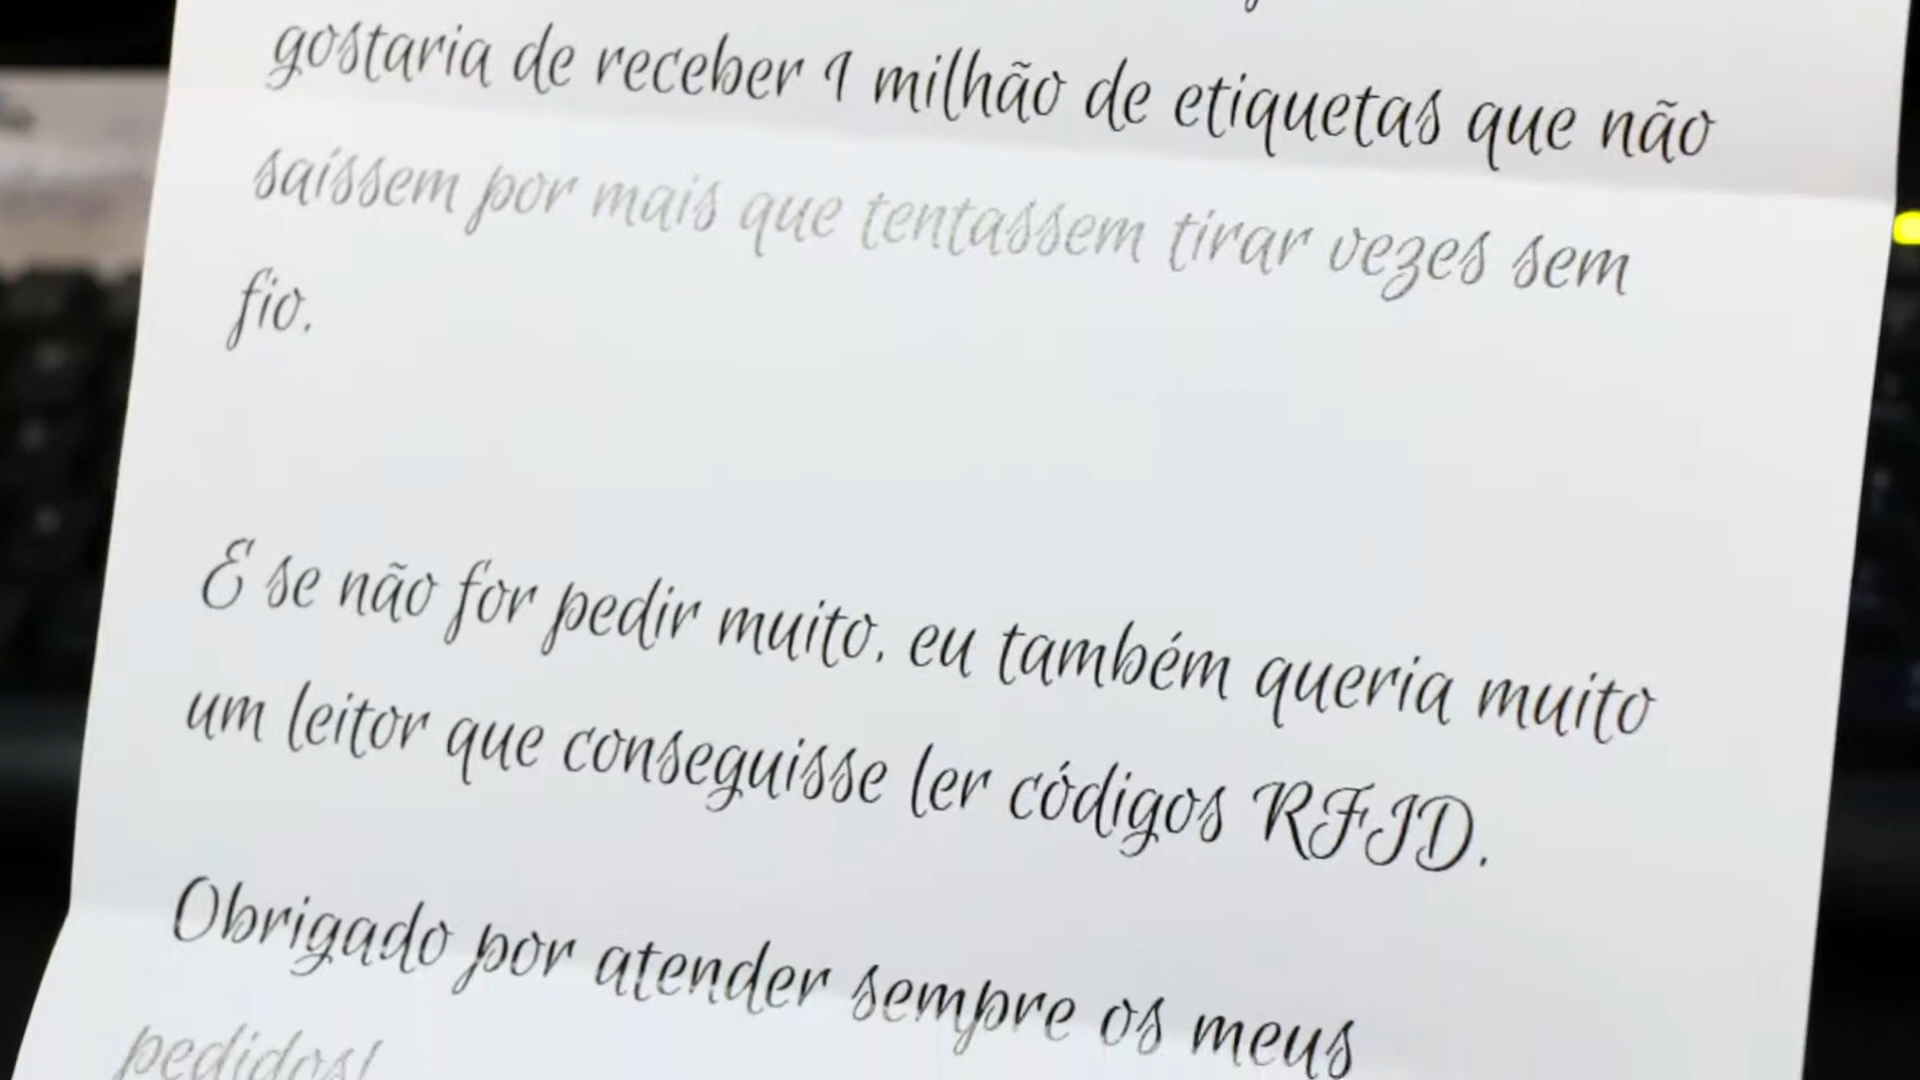 gostaria de receber 1 milhão de etiquetas que não
saíssem por mais que tentassem tirar vezes sem
fio.
E se não for pedir muito, eu também queria muito
um leitor que conseguisse ler códigos RFID.
Obrigado por atender sempre os meus
pedidos!